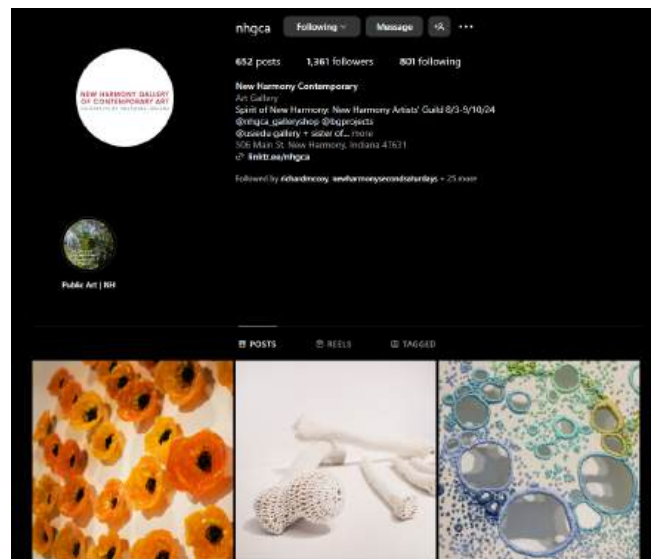 nhgca Following Message
652 posts 1,361 followers 801 following
NEW HARMONY GALLERY
OF CONTEMPORARY ART
New Harmony Contemporary
Art Gallery
Spirit of New Harmony: New Harmony Artists' Guild 8/3-9/10/24
@nhgca_galleryshop @bgprojects
@usiedu gallery + sister of... more
506 Main St. New Harmony, Indiana 47631
linktr.ee/nhgca
Followed by richardmcoxy, newharmonysecondsaturdays + 25 more
Public Art | NH
POSTS REELS TAGGED